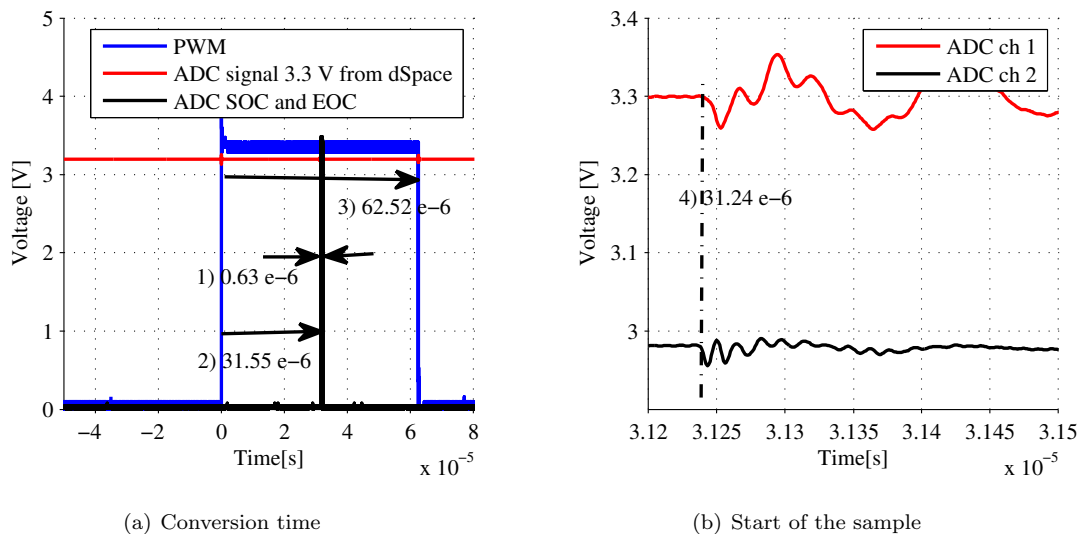 5
4
3
2
1
0
Voltage [V]
PWM
ADC signal 3.3 V from dSpace
ADC SOC and EOC
3) 62.52 e−6
1) 0.63 e−6
2) 31.55 e−6
−4 −2 0 2 4 6 8
Time[s]
x 10⁻⁵
(a) Conversion time
3.4
3.3
3.2
3.1
3
Voltage [V]
ADC ch 1
ADC ch 2
4) 31.24 e−6
3.12 3.125 3.13 3.135 3.14 3.145 3.15
Time[s]
x 10⁻⁵
(b) Start of the sample